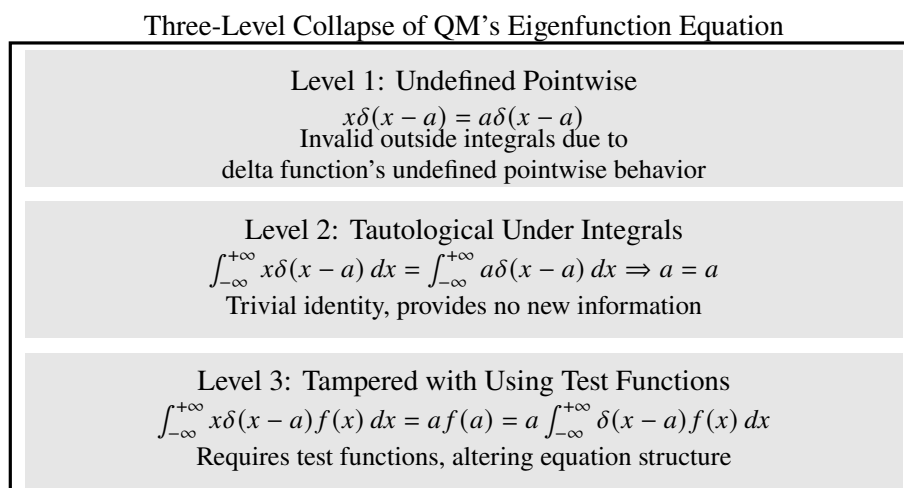 Three-Level Collapse of QM's Eigenfunction Equation
Level 1: Undefined Pointwise
xδ(x − a) = aδ(x − a)
Invalid outside integrals due to
delta function's undefined pointwise behavior
Level 2: Tautological Under Integrals
∫_{−∞}^{+∞} xδ(x − a) dx = ∫_{−∞}^{+∞} aδ(x − a) dx ⇒ a = a
Trivial identity, provides no new information
Level 3: Tampered with Using Test Functions
∫_{−∞}^{+∞} xδ(x − a) f(x) dx = a f(a) = a ∫_{−∞}^{+∞} δ(x − a) f(x) dx
Requires test functions, altering equation structure